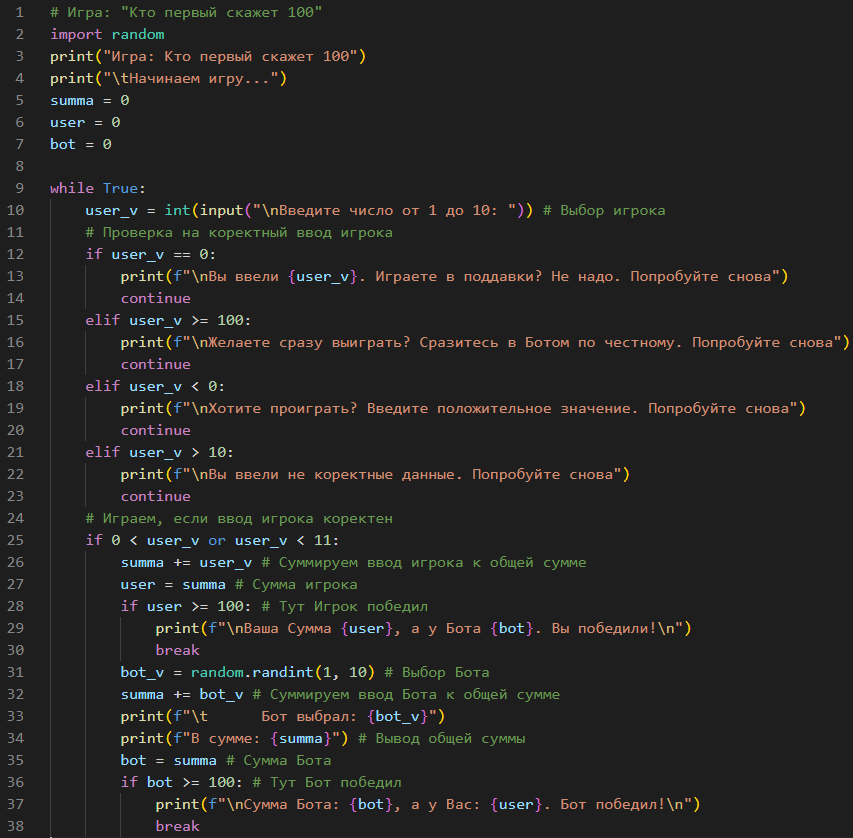 1 # Игра: "Кто первый скажет 100"
2 import random
3 print("Игра: Кто первый скажет 100")
4 print("\tНачинаем игру...")
5 summa = 0
6 user = 0
7 bot = 0
8
9 while True:
10     user_v = int(input("\nВведите число от 1 до 10: ")) # Выбор игрока
11     # Проверка на коректный ввод игрока
12     if user_v == 0:
13         print(f"\nВы ввели {user_v}. Играете в поддавки? Не надо. Попробуйте снова")
14         continue
15     elif user_v >= 100:
16         print(f"\nЖелаете сразу выиграть? Сразитесь в Ботом по честному. Попробуйте снова")
17         continue
18     elif user_v < 0:
19         print(f"\nХотите проиграть? Введите положительное значение. Попробуйте снова")
20         continue
21     elif user_v > 10:
22         print(f"\nВы ввели не коректные данные. Попробуйте снова")
23         continue
24     # Играем, если ввод игрока коректен
25     if 0 < user_v or user_v < 11:
26         summa += user_v # Суммируем ввод игрока к общей сумме
27         user = summa # Сумма игрока
28         if user >= 100: # Тут Игрок победил
29             print(f"\nВаша Сумма {user}, а у Бота {bot}. Вы победили!\n")
30             break
31         bot_v = random.randint(1, 10) # Выбор Бота
32         summa += bot_v # Суммируем ввод Бота к общей сумме
33         print(f"\t      Бот выбрал: {bot_v}")
34         print(f"В сумме: {summa}") # Вывод общей суммы
35         bot = summa # Сумма Бота
36         if bot >= 100: # Тут Бот победил
37             print(f"\nСумма Бота: {bot}, а у Вас: {user}. Бот победил!\n")
38             break